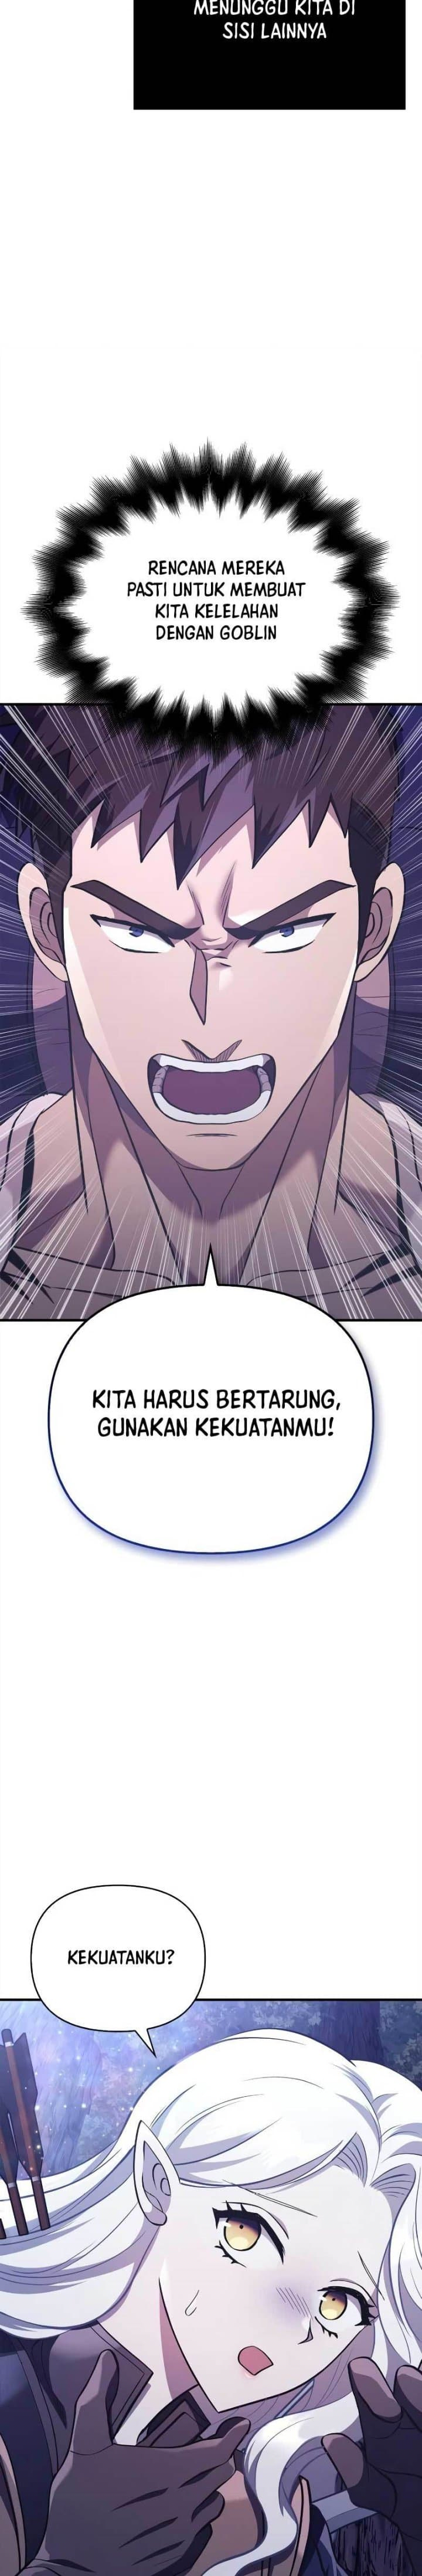 MENUNGGU KITA DI
SISI LAINNYA
RENCANA MEREKA
PASTI UNTUK MEMBUAT
KITA KELELAHAN
DENGAN GOBLIN
KITA HARUS BERTARUNG,
GUNAKAN KEKUATANMU!
KEKUATANKU?